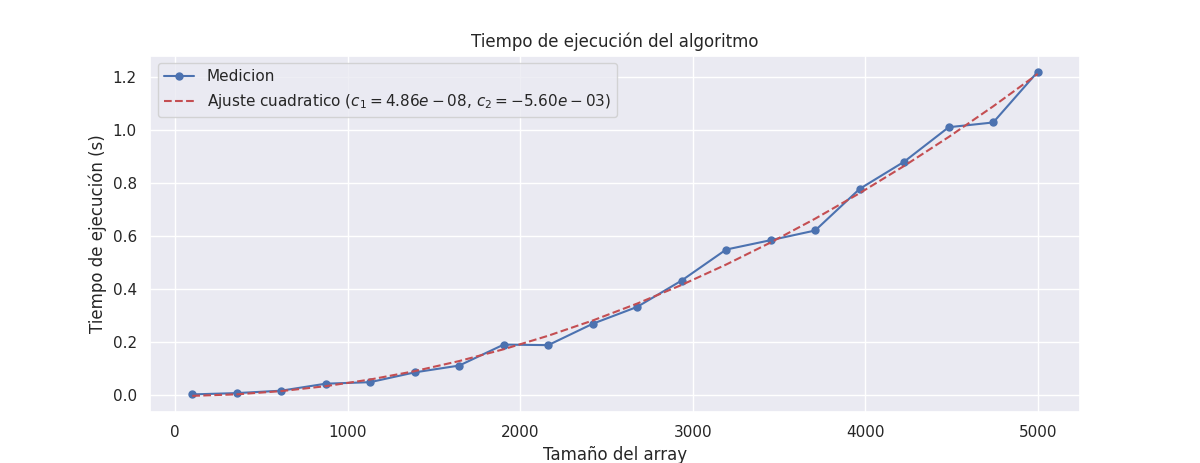 Tiempo de ejecución del algoritmo
Medicion
Ajuste cuadratico (c₁ = 4.86e − 08, c₂ = −5.60e − 03)
Tiempo de ejecución (s)
1.2
1.0
0.8
0.6
0.4
0.2
0.0
0 1000 2000 3000 4000 5000
Tamaño del array